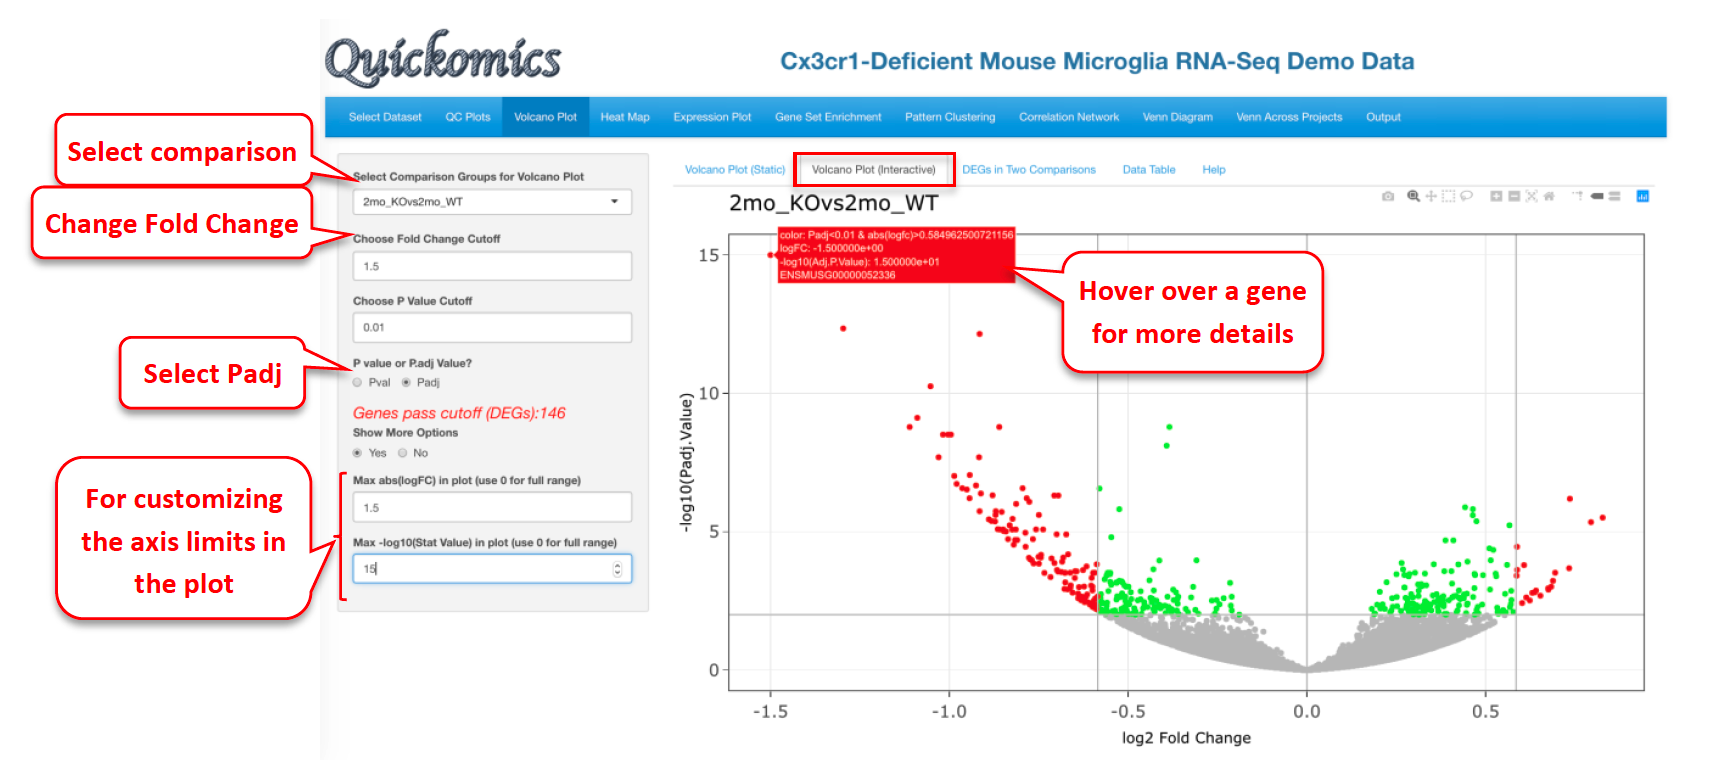 Quickomics
Cx3cr1-Deficient Mouse Microglia RNA-Seq Demo Data
Select Dataset QC Plots Volcano Plot Heat Map Expression Plot Gene Set Enrichment Pattern Clustering Correlation Network Venn Diagram Venn Across Projects Output
Select comparison
Change Fold Change
Select Padj
For customizing
the axis limits in
the plot
Select Comparison Groups for Volcano Plot
2mo_KOvs2mo_WT
Choose Fold Change Cutoff
1.5
Choose P Value Cutoff
0.01
P value or P.adj Value?
Pval Padj
Genes pass cutoff (DEGs):146
Show More Options
Yes No
Max abs(logFC) in plot (use 0 for full range)
1.5
Max -log10(Stat Value) in plot (use 0 for full range)
15
Volcano Plot (Static) Volcano Plot (Interactive) DEGs in Two Comparisons Data Table Help
2mo_KOvs2mo_WT
color: Padj<0.01 & abs(logfc)>0.584962500721156
logFC: -1.500000e+00
-log10(Adj.P.Value): 1.500000e+01
ENSMUSG00000052336
Hover over a gene
for more details
-log10(Padj.Value)
15
10
5
0
-1.5 -1.0 -0.5 0.0 0.5
log2 Fold Change